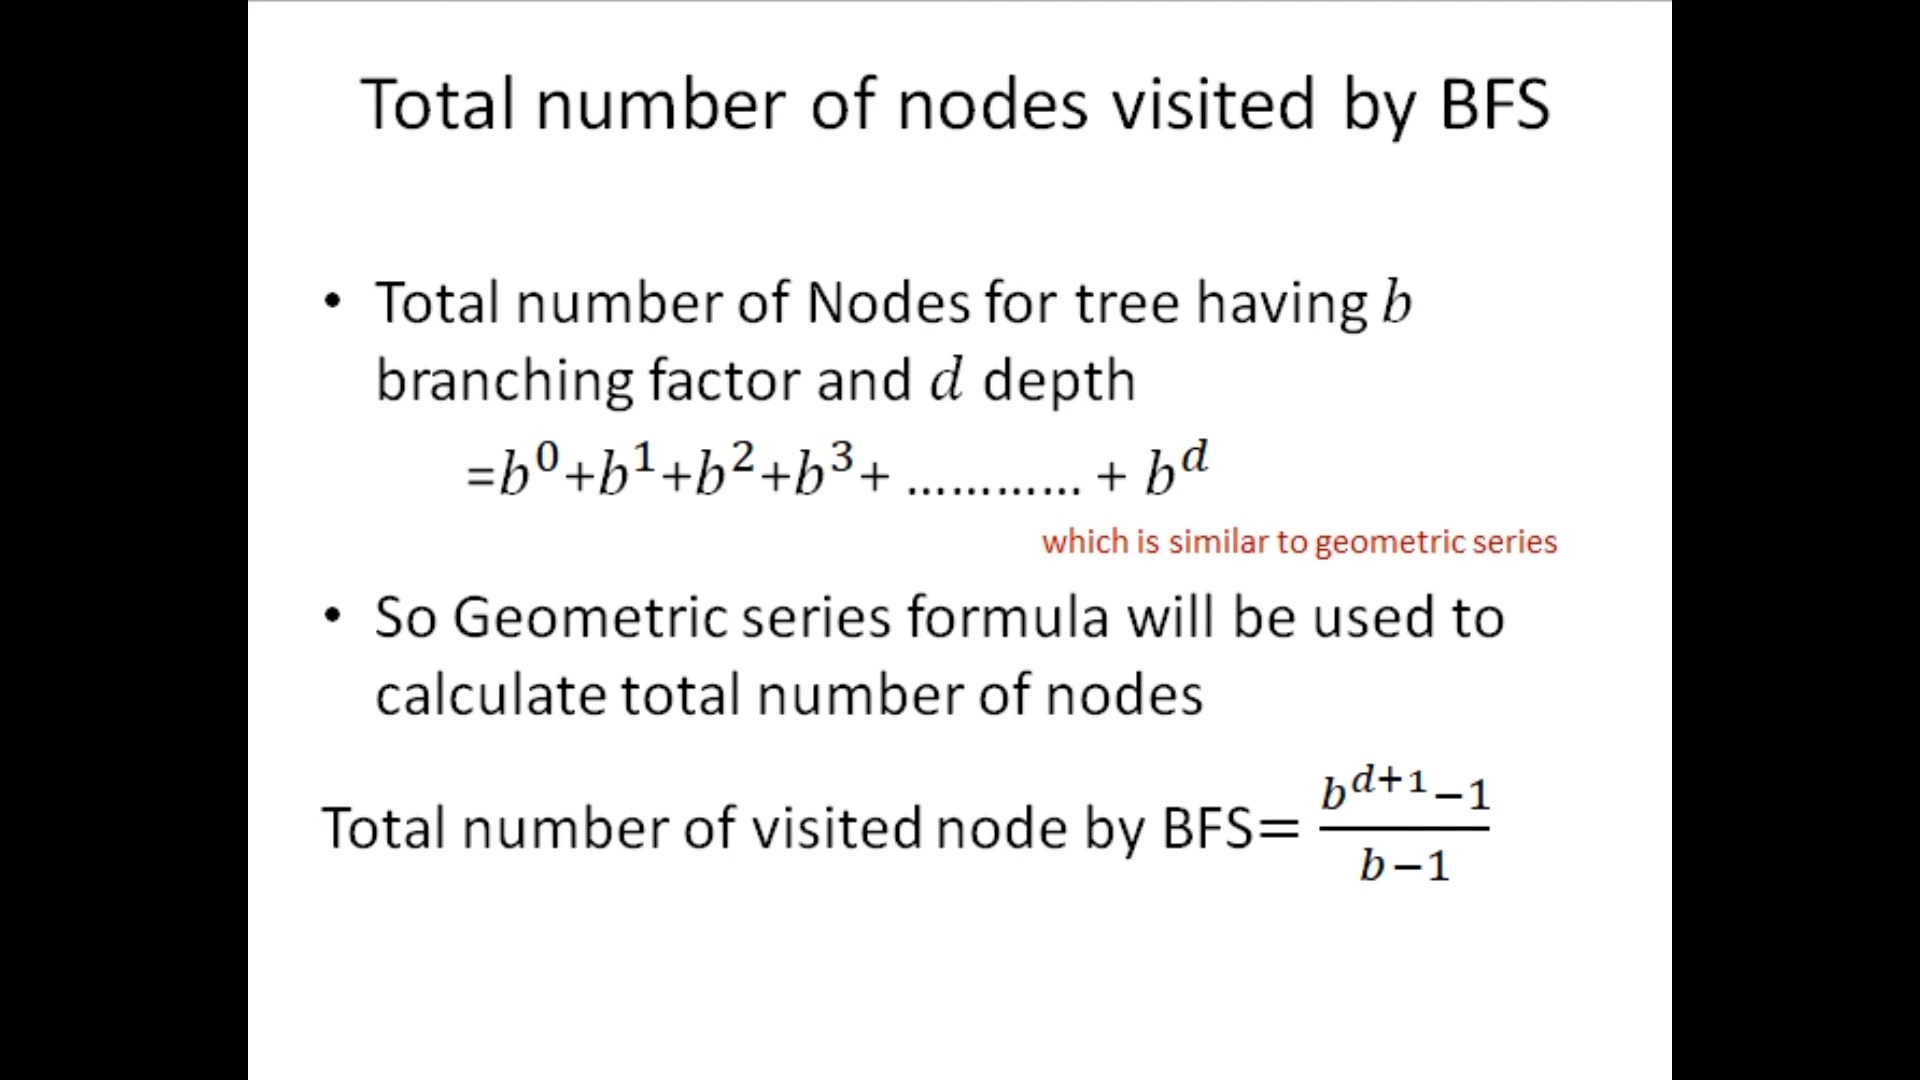 Total number of nodes visited by BFS
• Total number of Nodes for tree having b
branching factor and d depth
=b⁰+b¹+b²+b³+ ………… + bᵈ
which is similar to geometric series
• So Geometric series formula will be used to
calculate total number of nodes
Total number of visited node by BFS= \frac{b^{d+1}-1}{b-1}